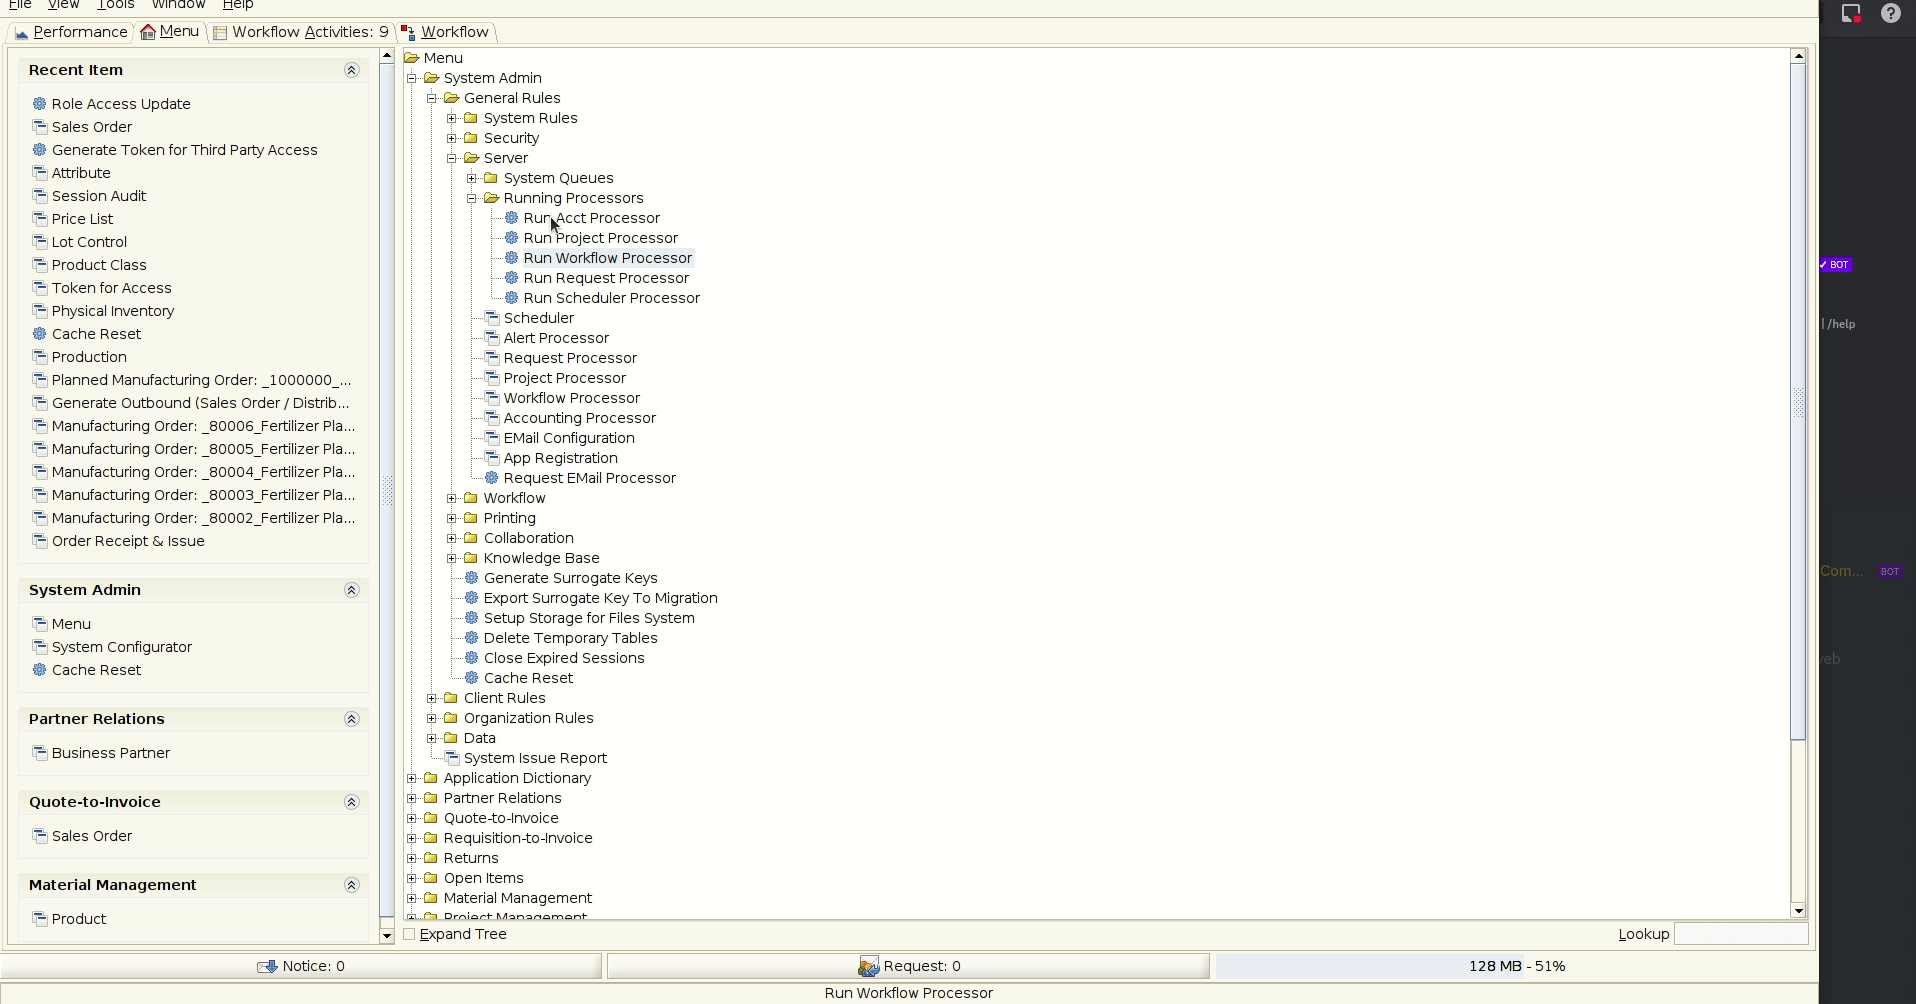 File View Tools Window Help
Performance Menu Workflow Activities: 9 Workflow
Recent Item
Role Access Update
Sales Order
Generate Token for Third Party Access
Attribute
Session Audit
Price List
Lot Control
Product Class
Token for Access
Physical Inventory
Cache Reset
Production
Planned Manufacturing Order: _1000000_...
Generate Outbound (Sales Order / Distrib...
Manufacturing Order: _80006_Fertilizer Pla...
Manufacturing Order: _80005_Fertilizer Pla...
Manufacturing Order: _80004_Fertilizer Pla...
Manufacturing Order: _80003_Fertilizer Pla...
Manufacturing Order: _80002_Fertilizer Pla...
Order Receipt & Issue
System Admin
Menu
System Configurator
Cache Reset
Partner Relations
Business Partner
Quote-to-Invoice
Sales Order
Material Management
Product
Menu
System Admin
General Rules
System Rules
Security
Server
System Queues
Running Processors
Run Acct Processor
Run Project Processor
Run Workflow Processor
Run Request Processor
Run Scheduler Processor
Scheduler
Alert Processor
Request Processor
Project Processor
Workflow Processor
Accounting Processor
EMail Configuration
App Registration
Request EMail Processor
Workflow
Printing
Collaboration
Knowledge Base
Generate Surrogate Keys
Export Surrogate Key To Migration
Setup Storage for Files System
Delete Temporary Tables
Close Expired Sessions
Cache Reset
Client Rules
Organization Rules
Data
System Issue Report
Application Dictionary
Partner Relations
Quote-to-Invoice
Requisition-to-Invoice
Returns
Open Items
Material Management
Project Management
Expand Tree
Lookup
Notice: 0
Request: 0
128 MB - 51%
Run Workflow Processor
✓ BOT
| /help
Com... BOT